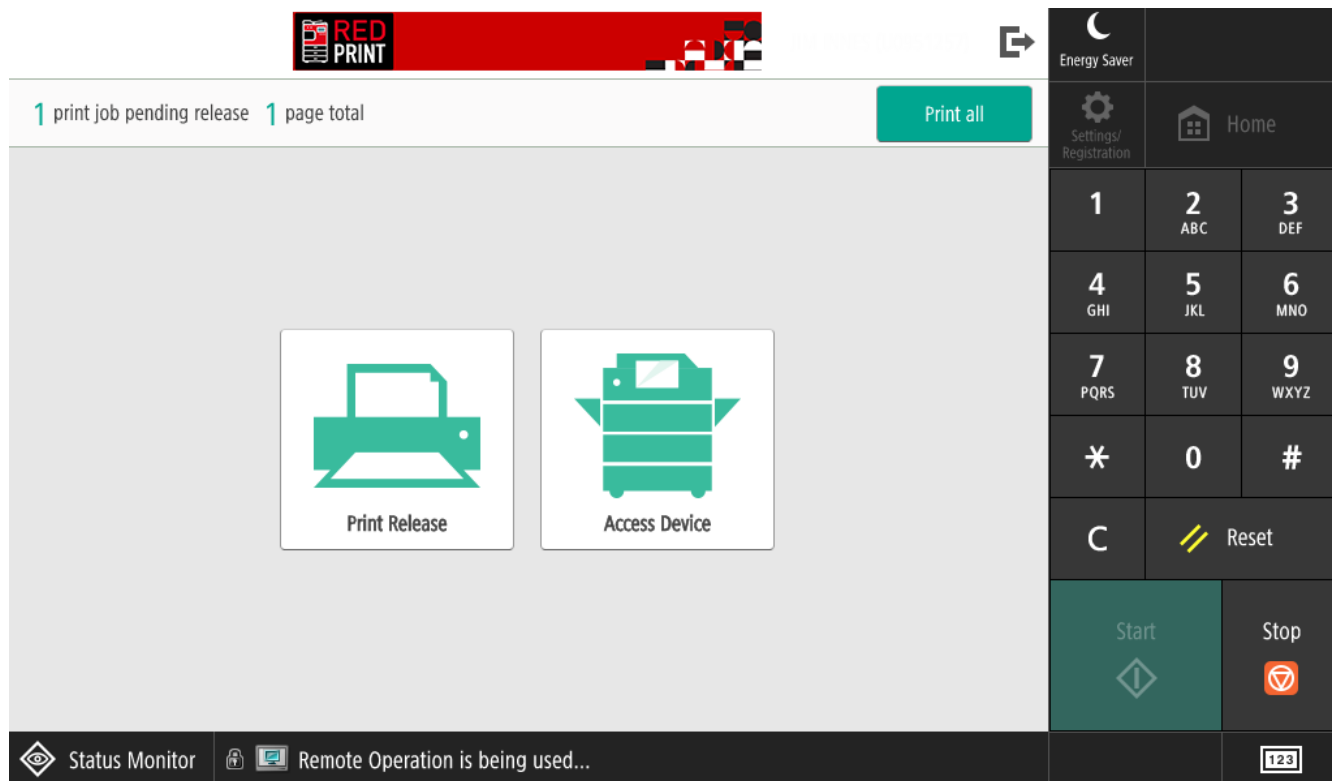 RED
PRINT
1 print job pending release 1 page total
Print all
Print Release
Access Device
Status Monitor
Remote Operation is being used...
Energy Saver
Settings/
Registration
Home
1
2
ABC
3
DEF
4
GHI
5
JKL
6
MNO
7
PQRS
8
TUV
9
WXYZ
*
0
#
C
Reset
Start
Stop
123